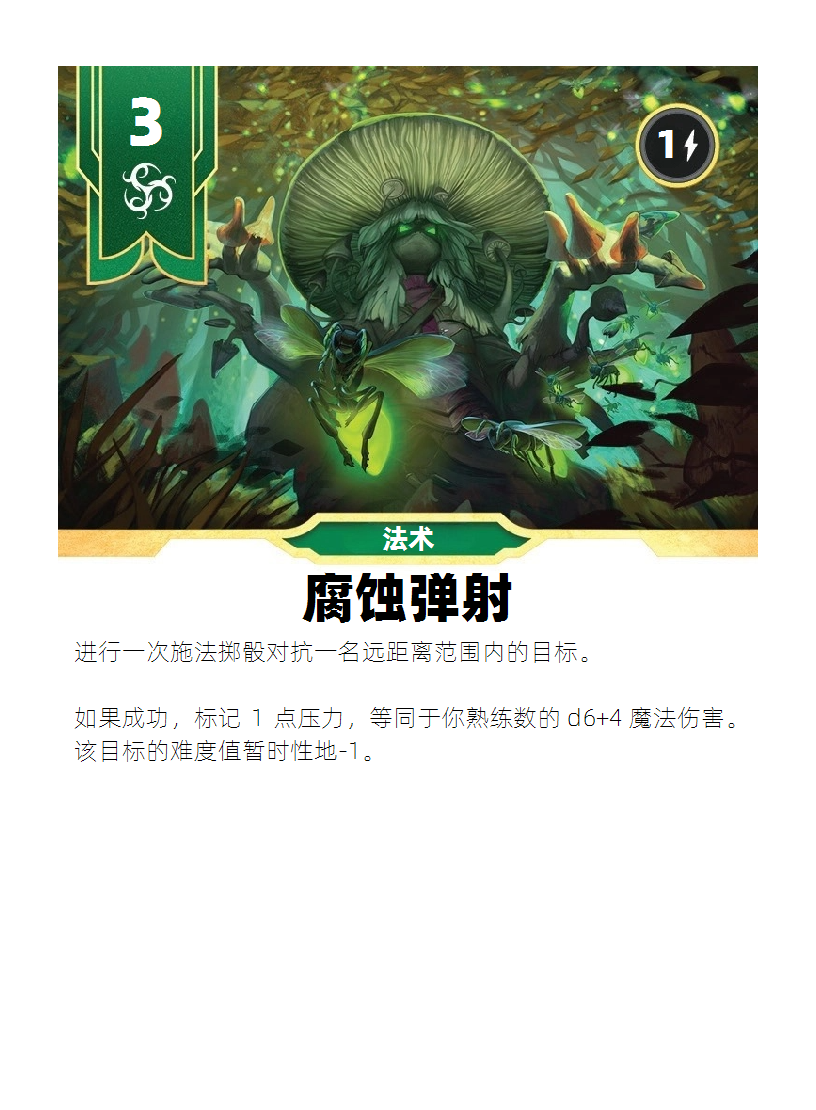 3
1
法术
腐蚀弹射
进行一次施法掷骰对抗一名远距离范围内的目标。
如果成功，标记 1 点压力，等同于你熟练数的 d6+4 魔法伤害。
该目标的难度值暂时性地-1。